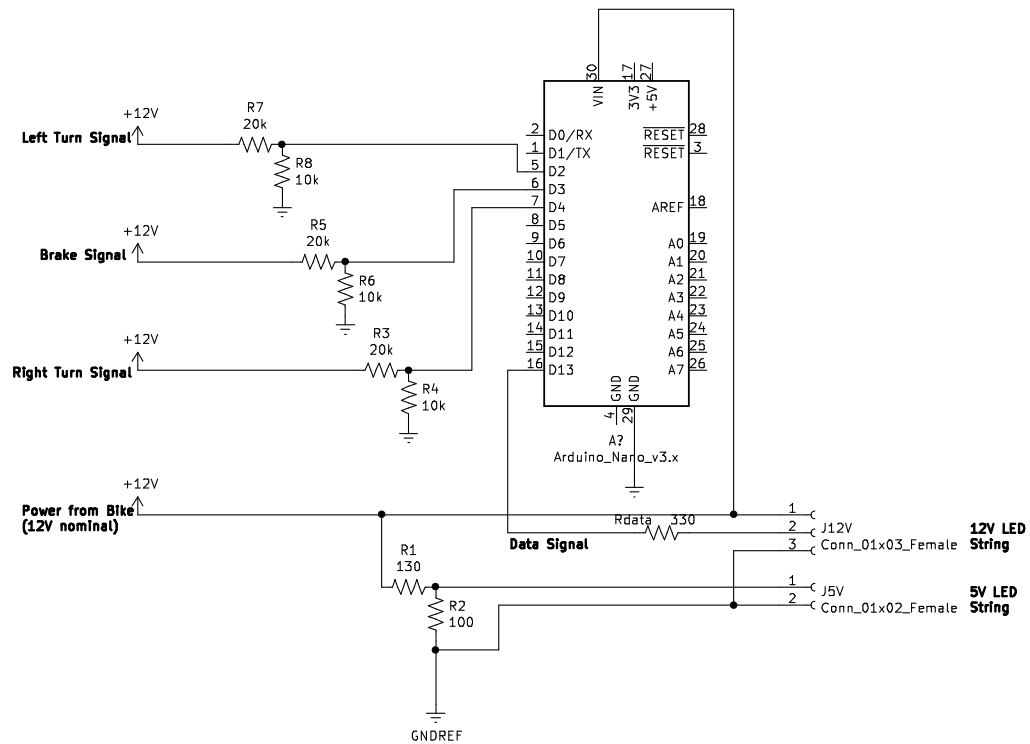 +12V
Left Turn Signal
R7
20k
R8
10k
+12V
Brake Signal
R5
20k
R6
10k
+12V
Right Turn Signal
R3
20k
R4
10k
30
17
27
VIN
3V3
+5V
2
D0/RX
1
D1/TX
5
D2
6
D3
7
D4
8
D5
9
D6
10
D7
11
D8
12
D9
13
D10
14
D11
15
D12
16
D13
RESET
28
RESET
3
AREF
18
A0
19
A1
20
A2
21
A3
22
A4
23
A5
24
A6
25
A7
26
GND
GND
4
29
A?
Arduino_Nano_v3.x
+12V
Power from Bike
(12V nominal)
Rdata 330
Data Signal
1
2
3
J12V
Conn_01x03_Female
12V LED
String
R1
130
R2
100
1
2
J5V
Conn_01x02_Female
5V LED
String
GNDREF